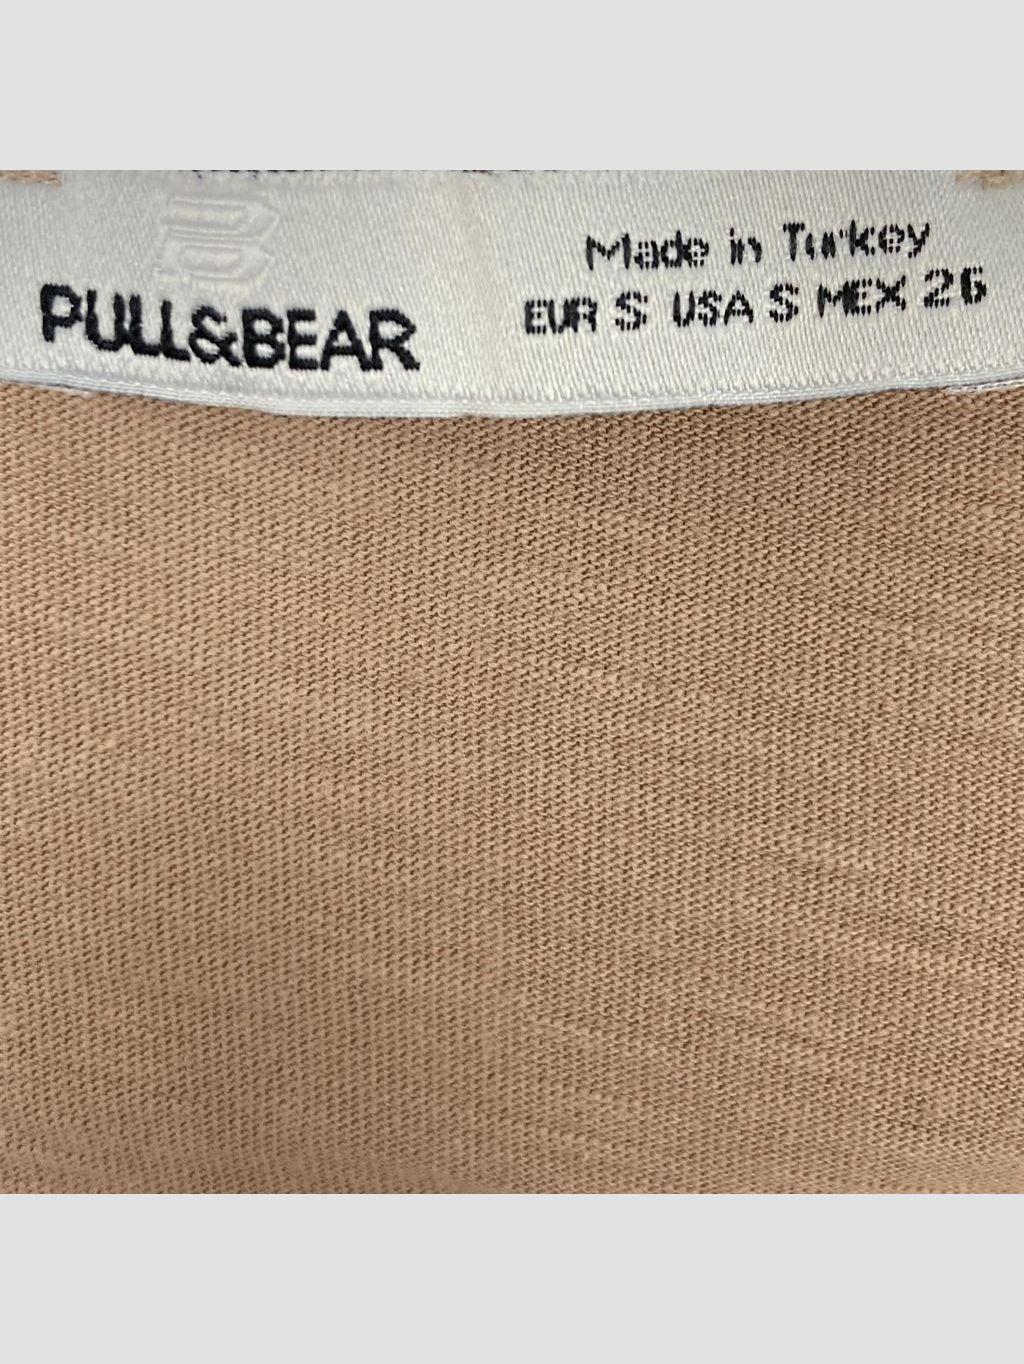 PULL&BEAR
Made in Turkey
EUR S USA S MEX 26